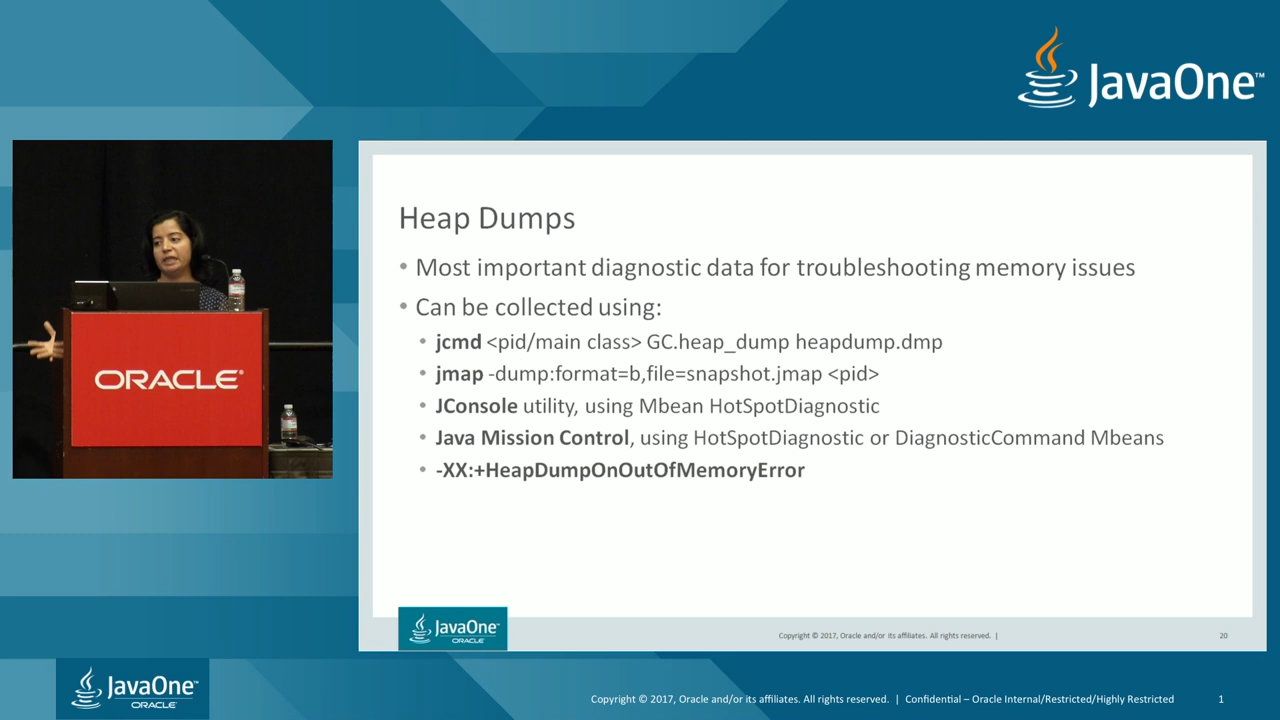 JavaOne™
ORACLE®
Heap Dumps
• Most important diagnostic data for troubleshooting memory issues
• Can be collected using:
• jcmd <pid/main class> GC.heap_dump heapdump.dmp
• jmap -dump:format=b,file=snapshot.jmap <pid>
• JConsole utility, using Mbean HotSpotDiagnostic
• Java Mission Control, using HotSpotDiagnostic or DiagnosticCommand Mbeans
• -XX:+HeapDumpOnOutOfMemoryError
JavaOne™
ORACLE®
Copyright © 2017, Oracle and/or its affiliates. All rights reserved. |
20
JavaOne™
ORACLE®
Copyright © 2017, Oracle and/or its affiliates. All rights reserved. | Confidential – Oracle Internal/Restricted/Highly Restricted
1